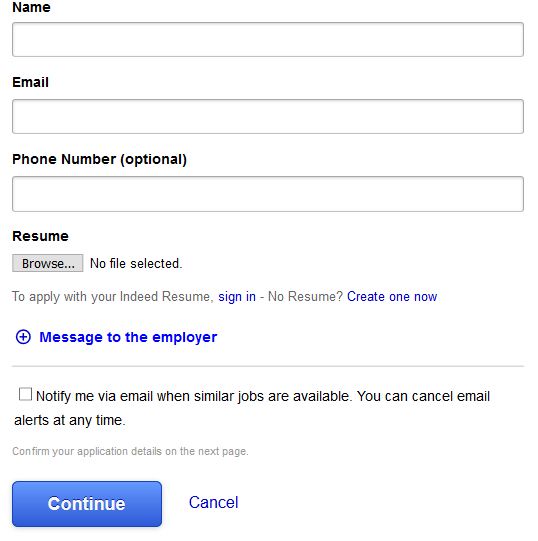 Name
Email
Phone Number (optional)
Resume
Browse... No file selected.
To apply with your Indeed Resume, sign in - No Resume? Create one now
Message to the employer
Notify me via email when similar jobs are available. You can cancel email
alerts at any time.
Confirm your application details on the next page.
Continue Cancel